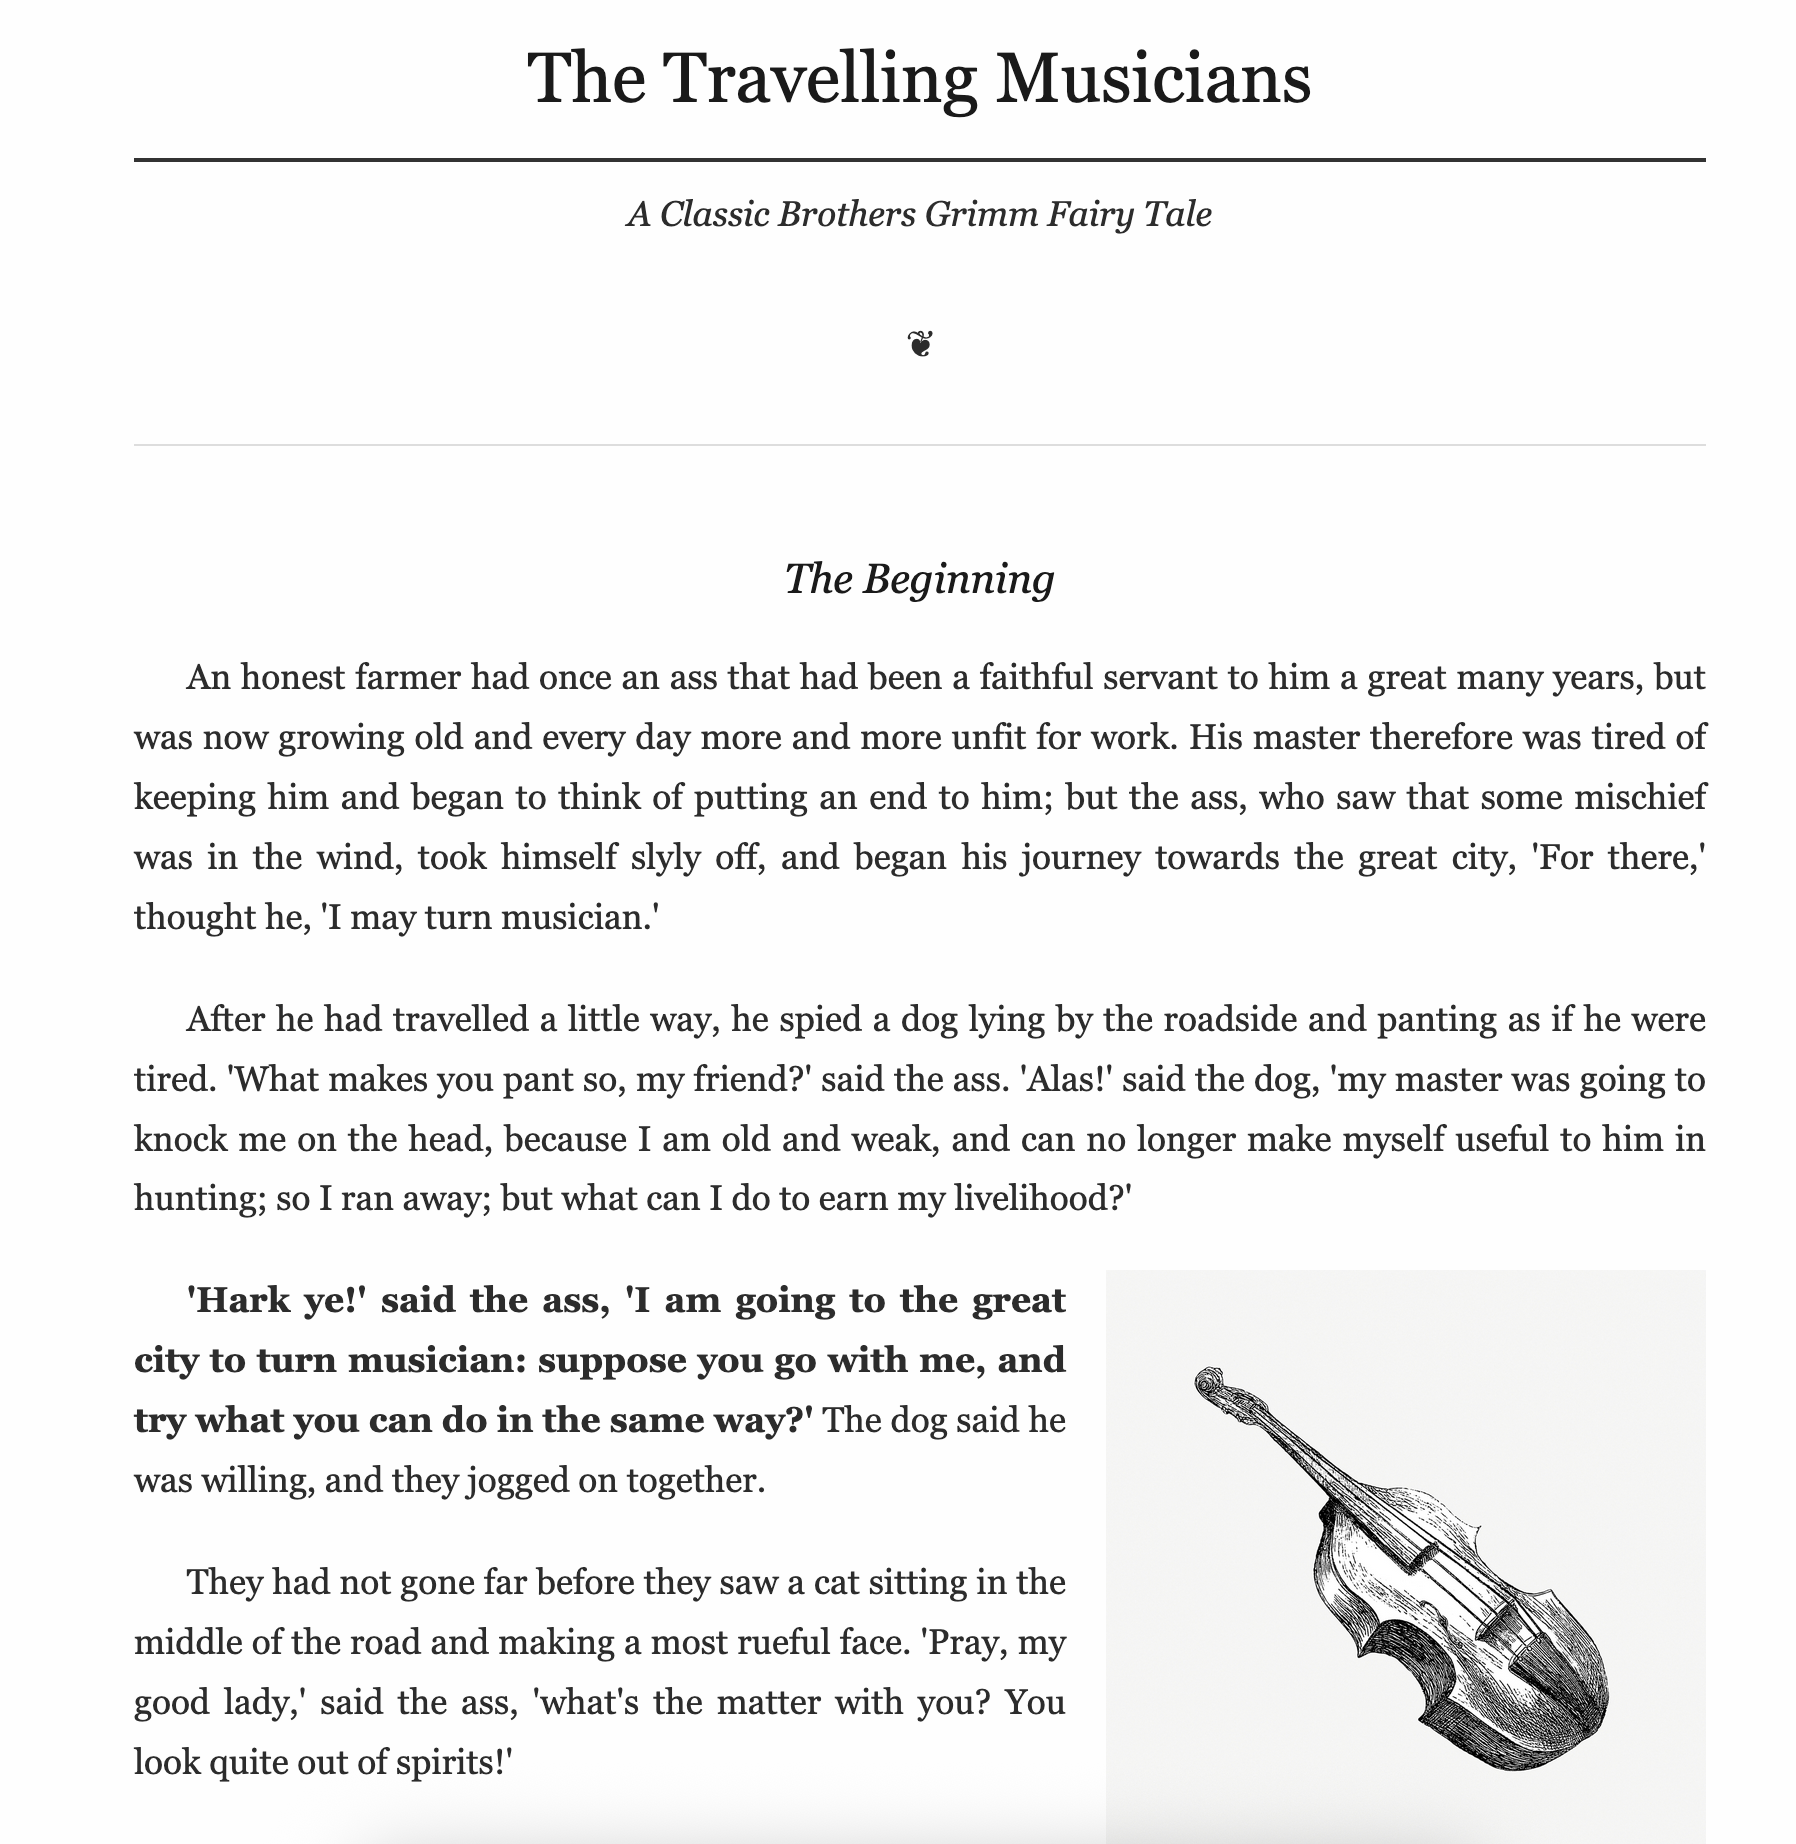 The Travelling Musicians
A Classic Brothers Grimm Fairy Tale
❦
The Beginning
An honest farmer had once an ass that had been a faithful servant to him a great many years, but
was now growing old and every day more and more unfit for work. His master therefore was tired of
keeping him and began to think of putting an end to him; but the ass, who saw that some mischief
was in the wind, took himself slyly off, and began his journey towards the great city, 'For there,'
thought he, 'I may turn musician.'
After he had travelled a little way, he spied a dog lying by the roadside and panting as if he were
tired. 'What makes you pant so, my friend?' said the ass. 'Alas!' said the dog, 'my master was going to
knock me on the head, because I am old and weak, and can no longer make myself useful to him in
hunting; so I ran away; but what can I do to earn my livelihood?'
'Hark ye!' said the ass, 'I am going to the great
city to turn musician: suppose you go with me, and
try what you can do in the same way?' The dog said he
was willing, and they jogged on together.
They had not gone far before they saw a cat sitting in the
middle of the road and making a most rueful face. 'Pray, my
good lady,' said the ass, 'what's the matter with you? You
look quite out of spirits!'